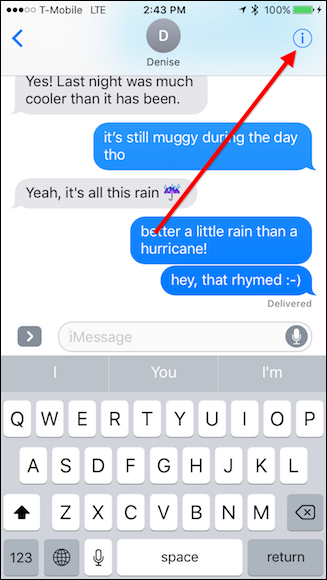 T-Mobile LTE 2:43 PM 100%
D
Denise
Yes! Last night was much
cooler than it has been.
it's still muggy during the day
tho
Yeah, it's all this rain ☔
better a little rain than a
hurricane!
hey, that rhymed :-)
Delivered
iMessage
I You I'm
Q W E R T Y U I O P
A S D F G H J K L
Z X C V B N M
123 space return